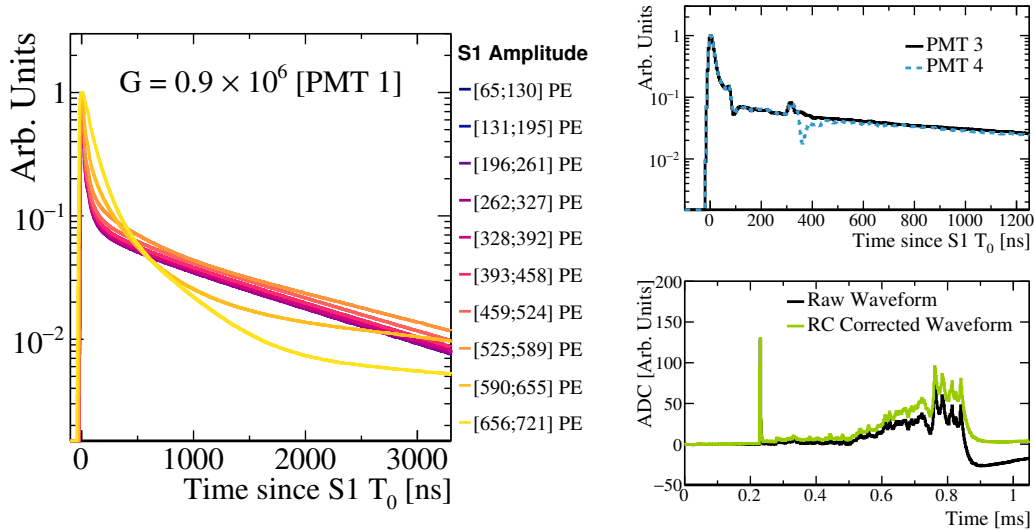 Arb. Units
1
10⁻¹
10⁻²
G = 0.9 × 10⁶ [PMT 1]
0 1000 2000 3000
Time since S1 T₀ [ns]
S1 Amplitude
[65;130] PE
[131;195] PE
[196;261] PE
[262;327] PE
[328;392] PE
[393;458] PE
[459;524] PE
[525;589] PE
[590;655] PE
[656;721] PE
Arb. Units
1
10⁻¹
10⁻²
PMT 3
PMT 4
0 200 400 600 800 1000 1200
Time since S1 T₀ [ns]
ADC [Arb. Units]
200
150
100
50
0
−50
Raw Waveform
RC Corrected Waveform
0 0.2 0.4 0.6 0.8 1
Time [ms]